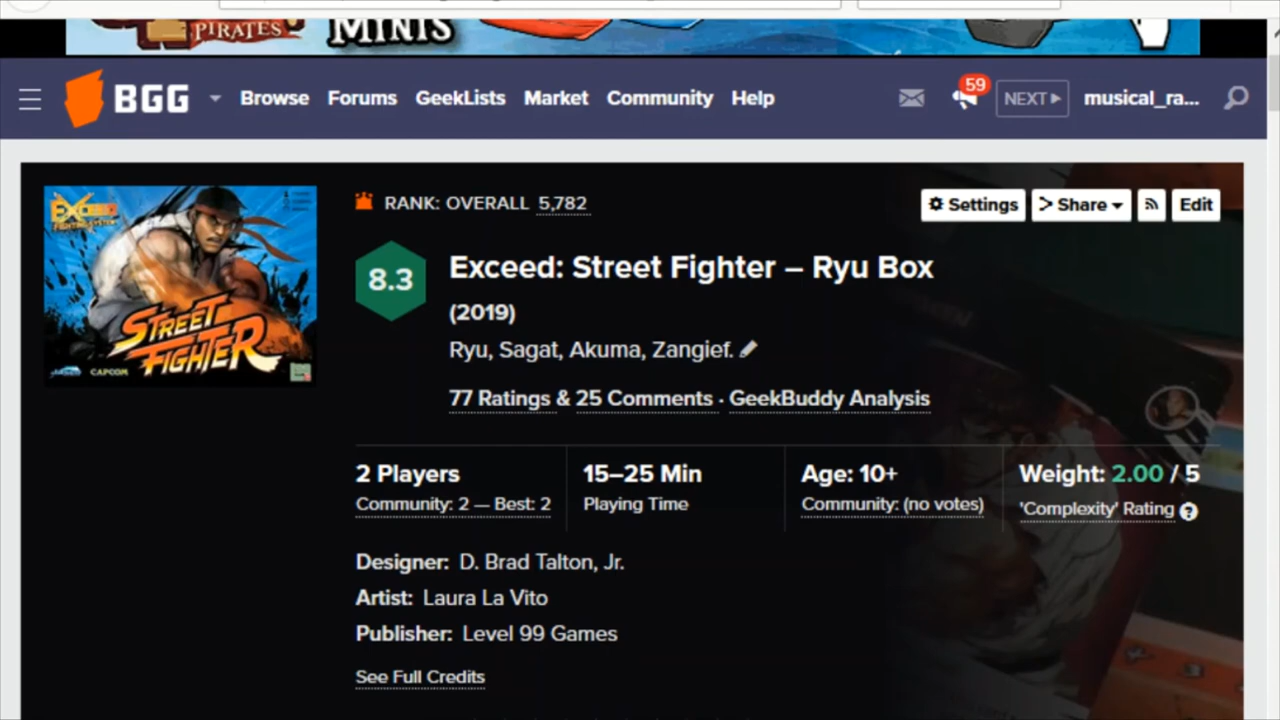 PIRATES MINIS
BGG Browse Forums GeekLists Market Community Help 59 NEXT musical_ra...
RANK: OVERALL 5,782
Settings Share Edit
EXCEED
FIGHTING SYSTEM
STREET
FIGHTER
CAPCOM
8.3
Exceed: Street Fighter – Ryu Box
(2019)
Ryu, Sagat, Akuma, Zangief.
77 Ratings & 25 Comments · GeekBuddy Analysis
2 Players 15–25 Min Age: 10+ Weight: 2.00 / 5
Community: 2 — Best: 2 Playing Time Community: (no votes) 'Complexity' Rating ?
Designer: D. Brad Talton, Jr.
Artist: Laura La Vito
Publisher: Level 99 Games
See Full Credits